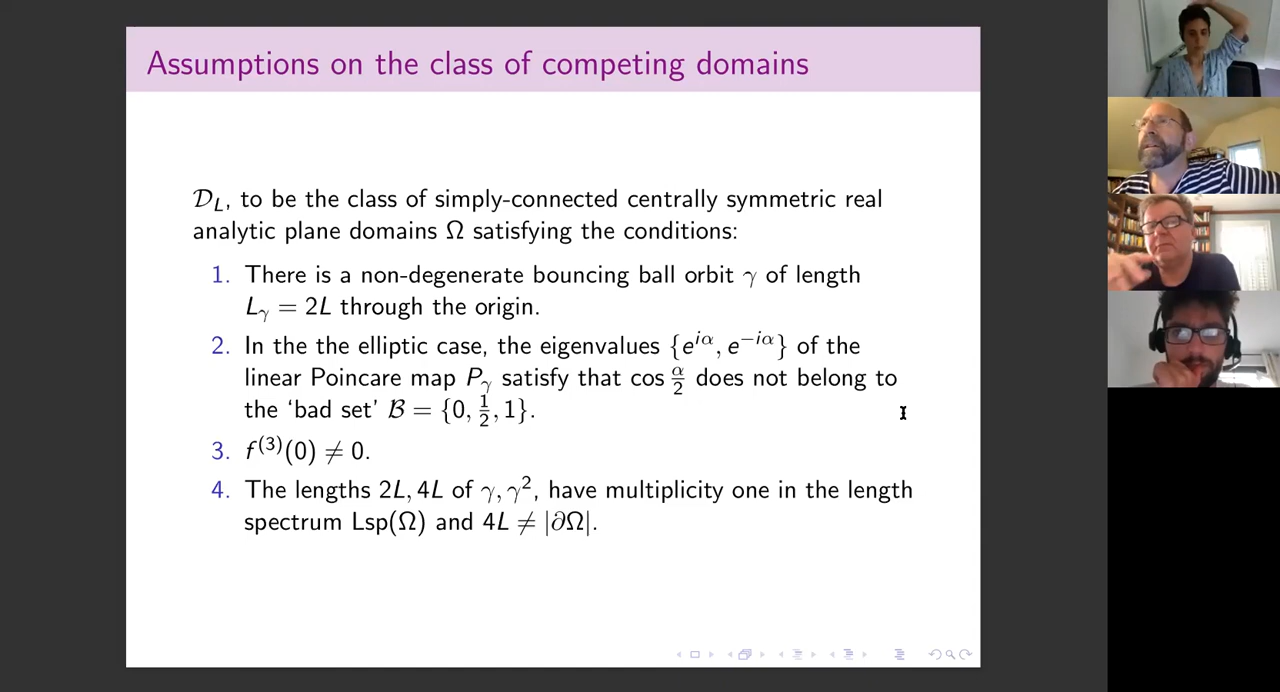 Assumptions on the class of competing domains
𝒟_L, to be the class of simply-connected centrally symmetric real
analytic plane domains Ω satisfying the conditions:
1. There is a non-degenerate bouncing ball orbit γ of length
L_γ = 2L through the origin.
2. In the the elliptic case, the eigenvalues {e^{iα}, e^{−iα}} of the
linear Poincare map P_γ satisfy that cos α/2 does not belong to
the ‘bad set’ ℬ = {0, 1/2, 1}.
3. f^{(3)}(0) ≠ 0.
4. The lengths 2L, 4L of γ, γ², have multiplicity one in the length
spectrum Lsp(Ω) and 4L ≠ |∂Ω|.